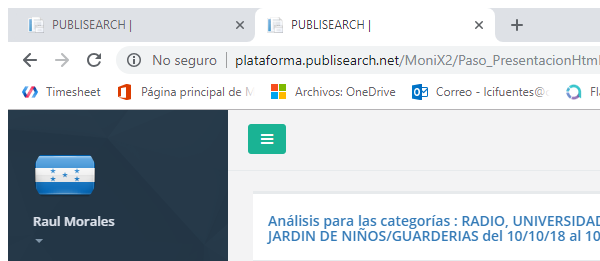 PUBLISEARCH |
PUBLISEARCH |
No seguro | plataforma.publisearch.net/MoniX2/Paso_PresentacionHtml
Timesheet
Página principal de M
Archivos: OneDrive
Correo - lcifuentes@
Fl
Raul Morales
Análisis para las categorías : RADIO, UNIVERSIDAD
JARDIN DE NIÑOS/GUARDERIAS del 10/10/18 al 10